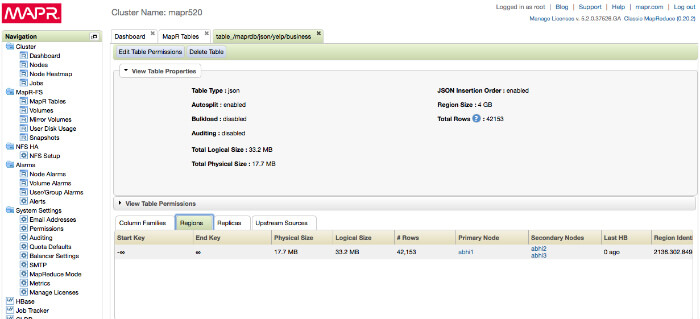 MAPR.
Cluster Name: mapr520
Logged in as root | Blog | Support | Help | mapr.com | Log out
Manage Licenses v. 5.2.0.37626.GA Classic MapReduce (0.20.2)
Navigation
Cluster
Dashboard
Nodes
Node Heatmap
Jobs
MapR-FS
MapR Tables
Volumes
Mirror Volumes
User Disk Usage
Snapshots
NFS HA
NFS Setup
Alarms
Node Alarms
Volume Alarms
User/Group Alarms
Alerts
System Settings
Email Addresses
Permissions
Auditing
Quota Defaults
Balancer Settings
SMTP
MapReduce Mode
Metrics
Manage Licenses
HBase
Job Tracker
Dashboard
MapR Tables
table_/maprdb/json/yelp/business
Edit Table Permissions Delete Table
View Table Properties
Table Type : json
Autosplit : enabled
Bulkload : disabled
Auditing : disabled
Total Logical Size : 33.2 MB
Total Physical Size : 17.7 MB
JSON Insertion Order : enabled
Region Size : 4 GB
Total Rows ? : 42153
View Table Permissions
Column Families Regions Replicas Upstream Sources
Start Key End Key Physical Size Logical Size # Rows Primary Node Secondary Nodes Last HB Region Identi
-∞ ∞ 17.7 MB 33.2 MB 42,153 abhi1 abhi2 0 ago 2136.302.849
abhi3